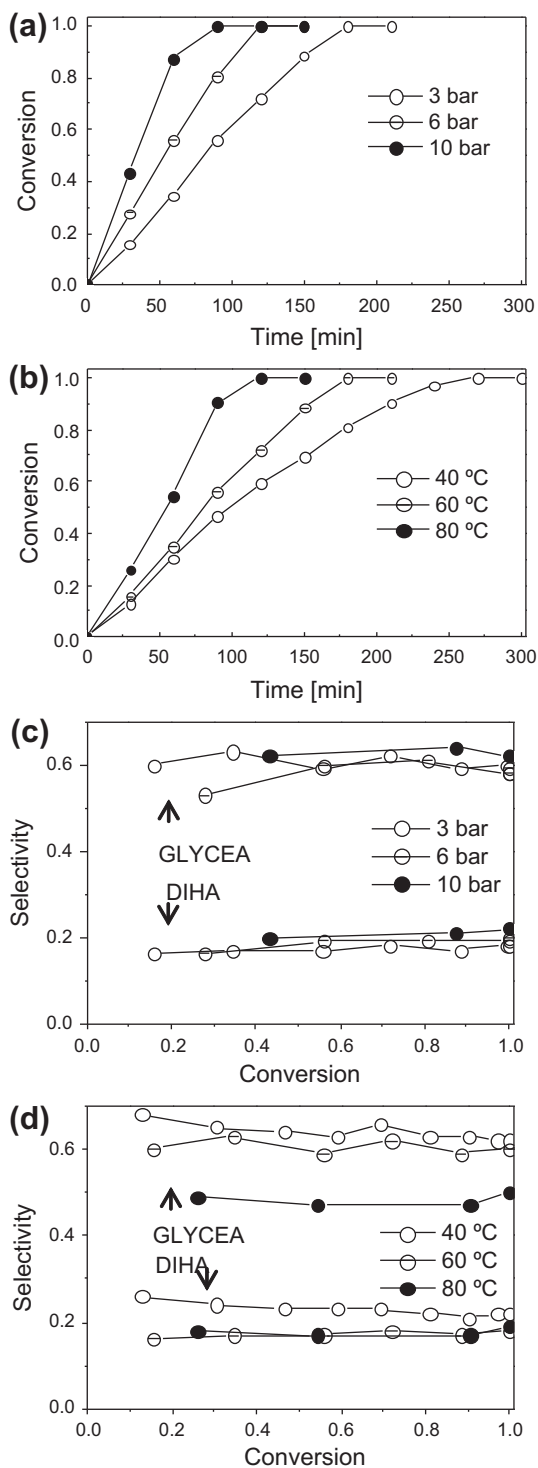 (a)
1.0
0.8
0.6
0.4
0.2
0.0
Conversion
3 bar
6 bar
10 bar
0 50 100 150 200 250 300
Time [min]
(b)
1.0
0.8
0.6
0.4
0.2
0.0
Conversion
40 ºC
60 ºC
80 ºC
0 50 100 150 200 250 300
Time [min]
(c)
0.6
0.4
0.2
0.0
Selectivity
GLYCEA
DIHA
3 bar
6 bar
10 bar
0.0 0.2 0.4 0.6 0.8 1.0
Conversion
(d)
0.6
0.4
0.2
0.0
Selectivity
GLYCEA
DIHA
40 ºC
60 ºC
80 ºC
0.0 0.2 0.4 0.6 0.8 1.0
Conversion